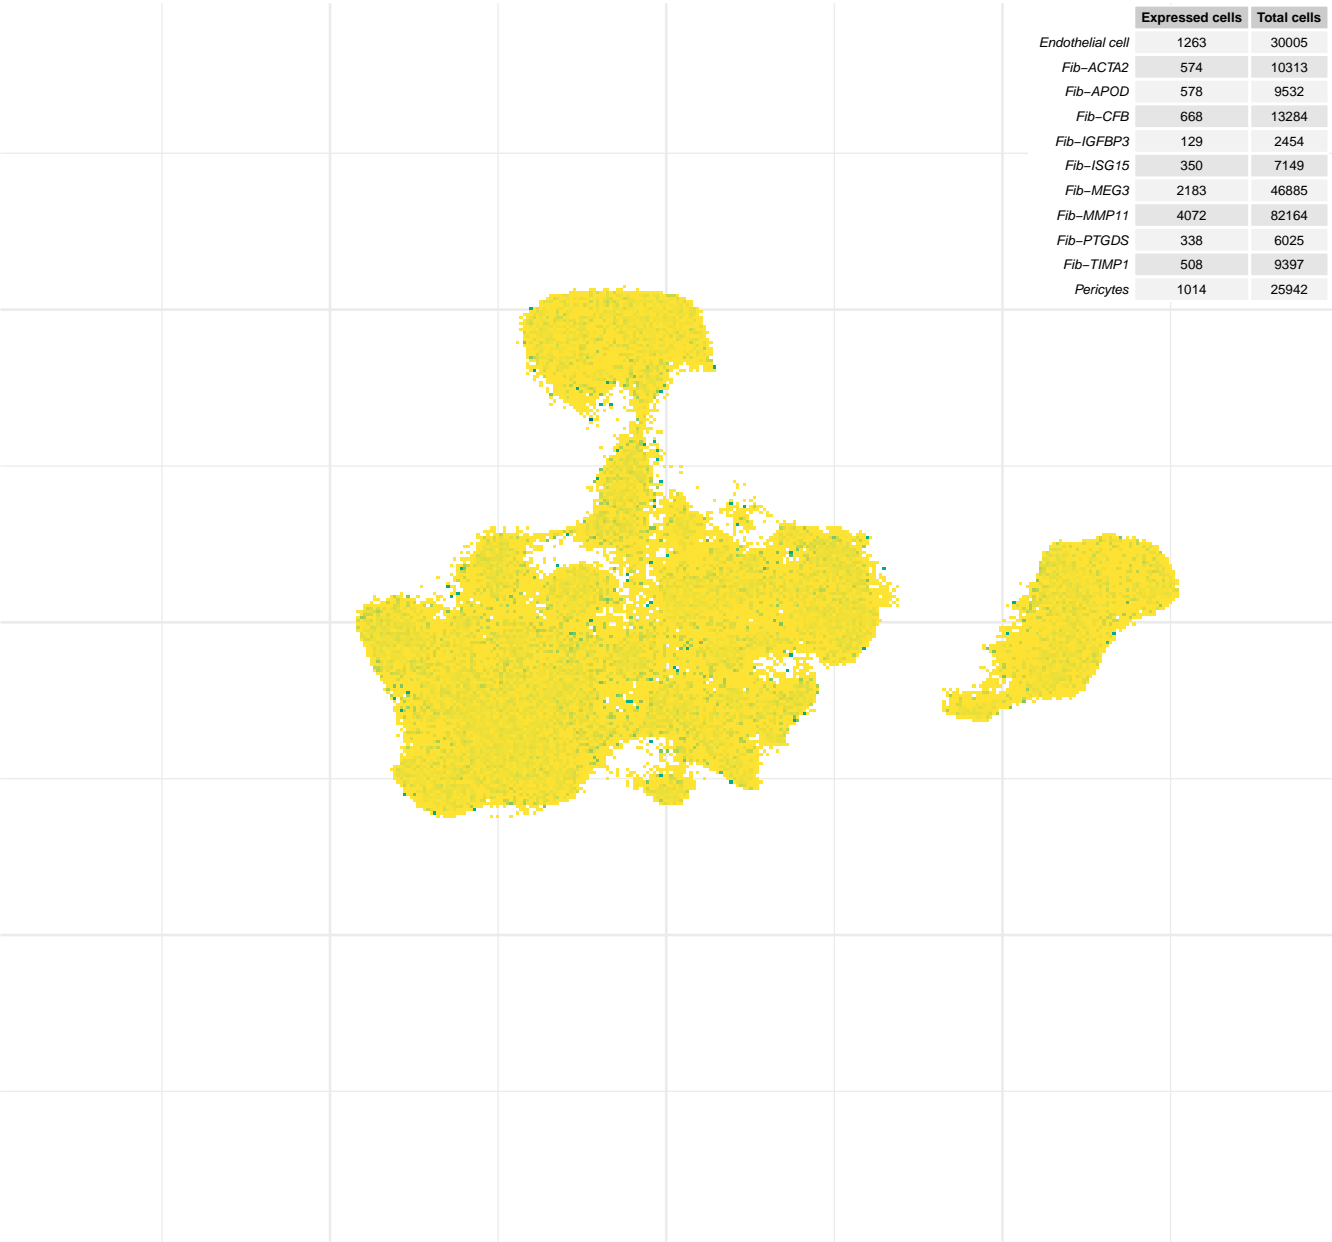 Expressed cells Total cells
Endothelial cell 1263 30005
Fib−ACTA2 574 10313
Fib−APOD 578 9532
Fib−CFB 668 13284
Fib−IGFBP3 129 2454
Fib−ISG15 350 7149
Fib−MEG3 2183 46885
Fib−MMP11 4072 82164
Fib−PTGDS 338 6025
Fib−TIMP1 508 9397
Pericytes 1014 25942